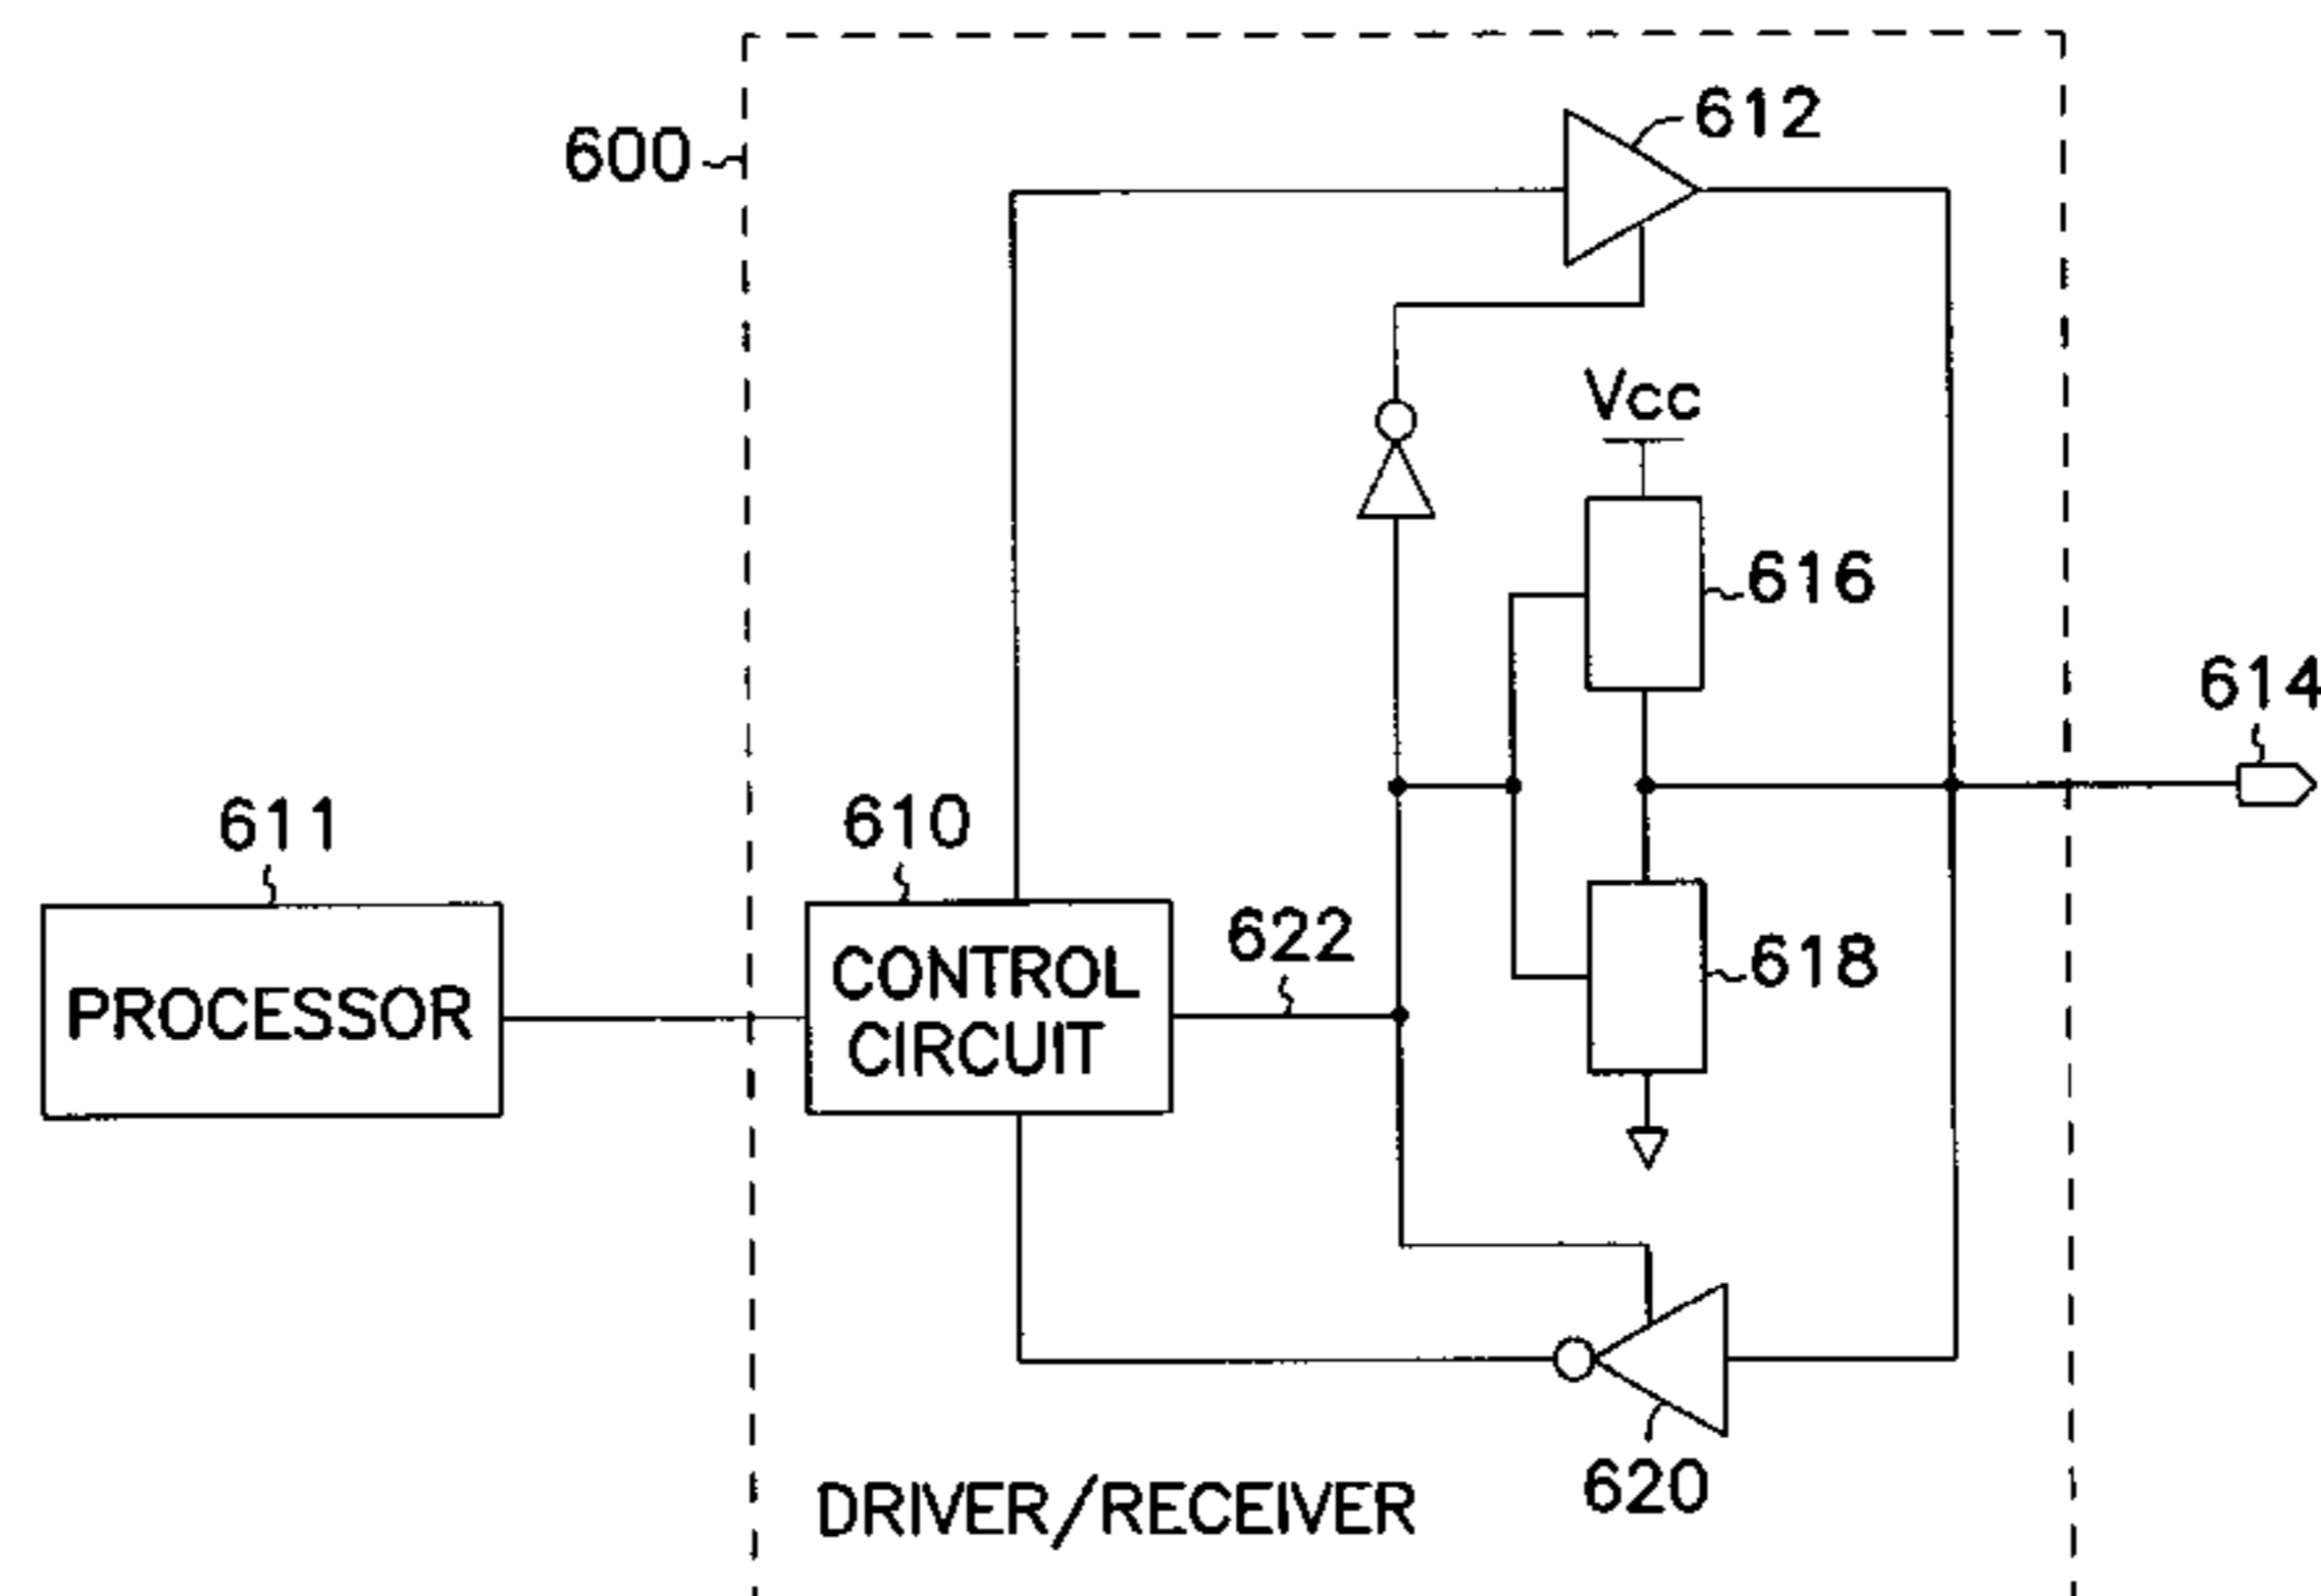 612
600
Vcc
616
614
611
610
622
618
CONTROL
CIRCUIT
PROCESSOR
620
DRIVER/RECEIVER